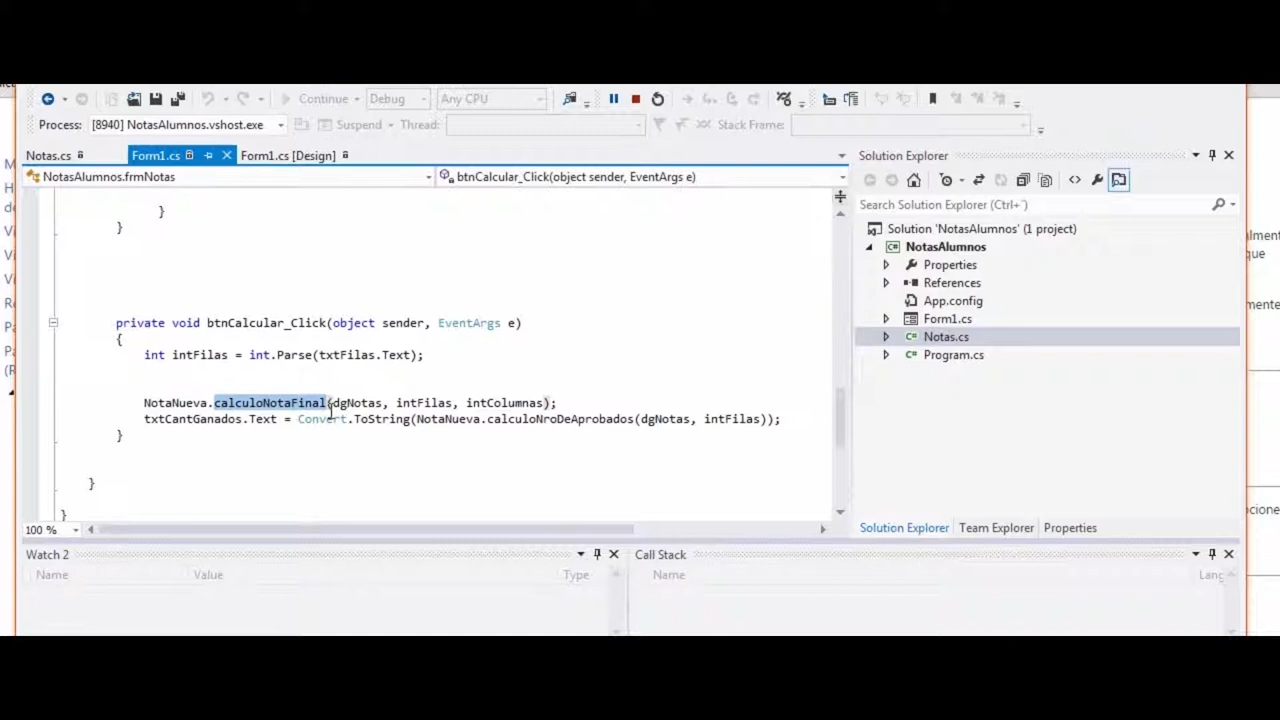 Continue Debug Any CPU
Process: [8940] NotasAlumnos.vshost.exe Suspend Thread: Stack Frame:
Notas.cs Form1.cs Form1.cs [Design]
NotasAlumnos.frmNotas btnCalcular_Click(object sender, EventArgs e)
}
}
private void btnCalcular_Click(object sender, EventArgs e)
{
int intFilas = int.Parse(txtFilas.Text);
NotaNueva.calculoNotaFinal(dgNotas, intFilas, intColumnas);
txtCantGanados.Text = Convert.ToString(NotaNueva.calculoNroDeAprobados(dgNotas, intFilas));
}
}
}
100 %
Solution Explorer
Search Solution Explorer (Ctrl+¨)
Solution 'NotasAlumnos' (1 project)
NotasAlumnos
Properties
References
App.config
Form1.cs
Notas.cs
Program.cs
Solution Explorer Team Explorer Properties
Watch 2
Name Value Type
Call Stack
Name Lang